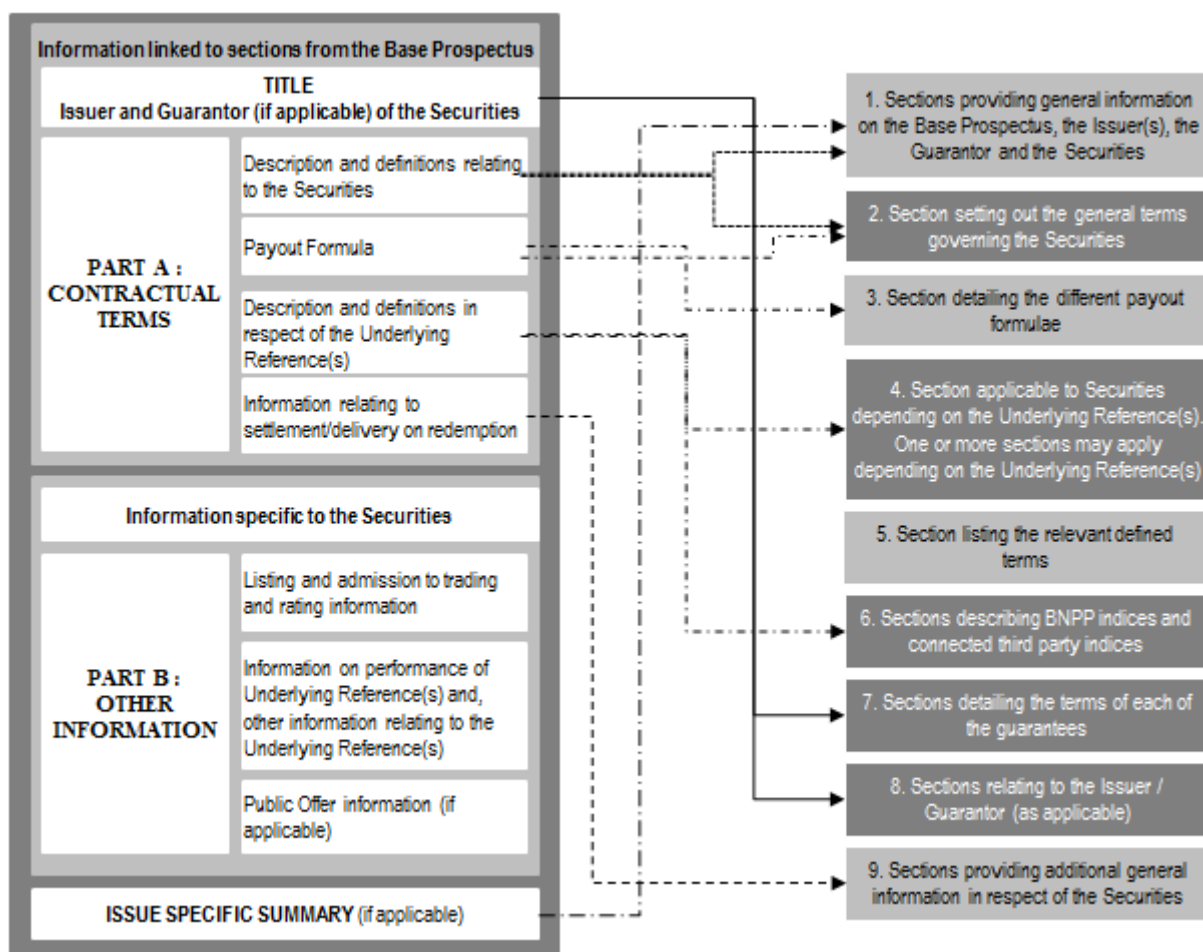 Information linked to sections from the Base Prospectus
TITLE
Issuer and Guarantor (if applicable) of the Securities
PART A :
CONTRACTUAL
TERMS
Description and definitions relating
to the Securities
Payout Formula
Description and definitions in
respect of the Underlying
Reference(s)
Information relating to
settlement/delivery on redemption
Information specific to the Securities
PART B :
OTHER
INFORMATION
Listing and admission to trading
and rating information
Information on performance of
Underlying Reference(s) and,
other information relating to the
Underlying Reference(s)
Public Offer information (if
applicable)
ISSUE SPECIFIC SUMMARY (if applicable)
1. Sections providing general information
on the Base Prospectus, the Issuer(s), the
Guarantor and the Securities
2. Section setting out the general terms
governing the Securities
3. Section detailing the different payout
formulae
4. Section applicable to Securities
depending on the Underlying Reference(s).
One or more sections may apply
depending on the Underlying Reference(s)
5. Section listing the relevant defined
terms
6. Sections describing BNPP indices and
connected third party indices
7. Sections detailing the terms of each of
the guarantees
8. Sections relating to the Issuer /
Guarantor (as applicable)
9. Sections providing additional general
information in respect of the Securities